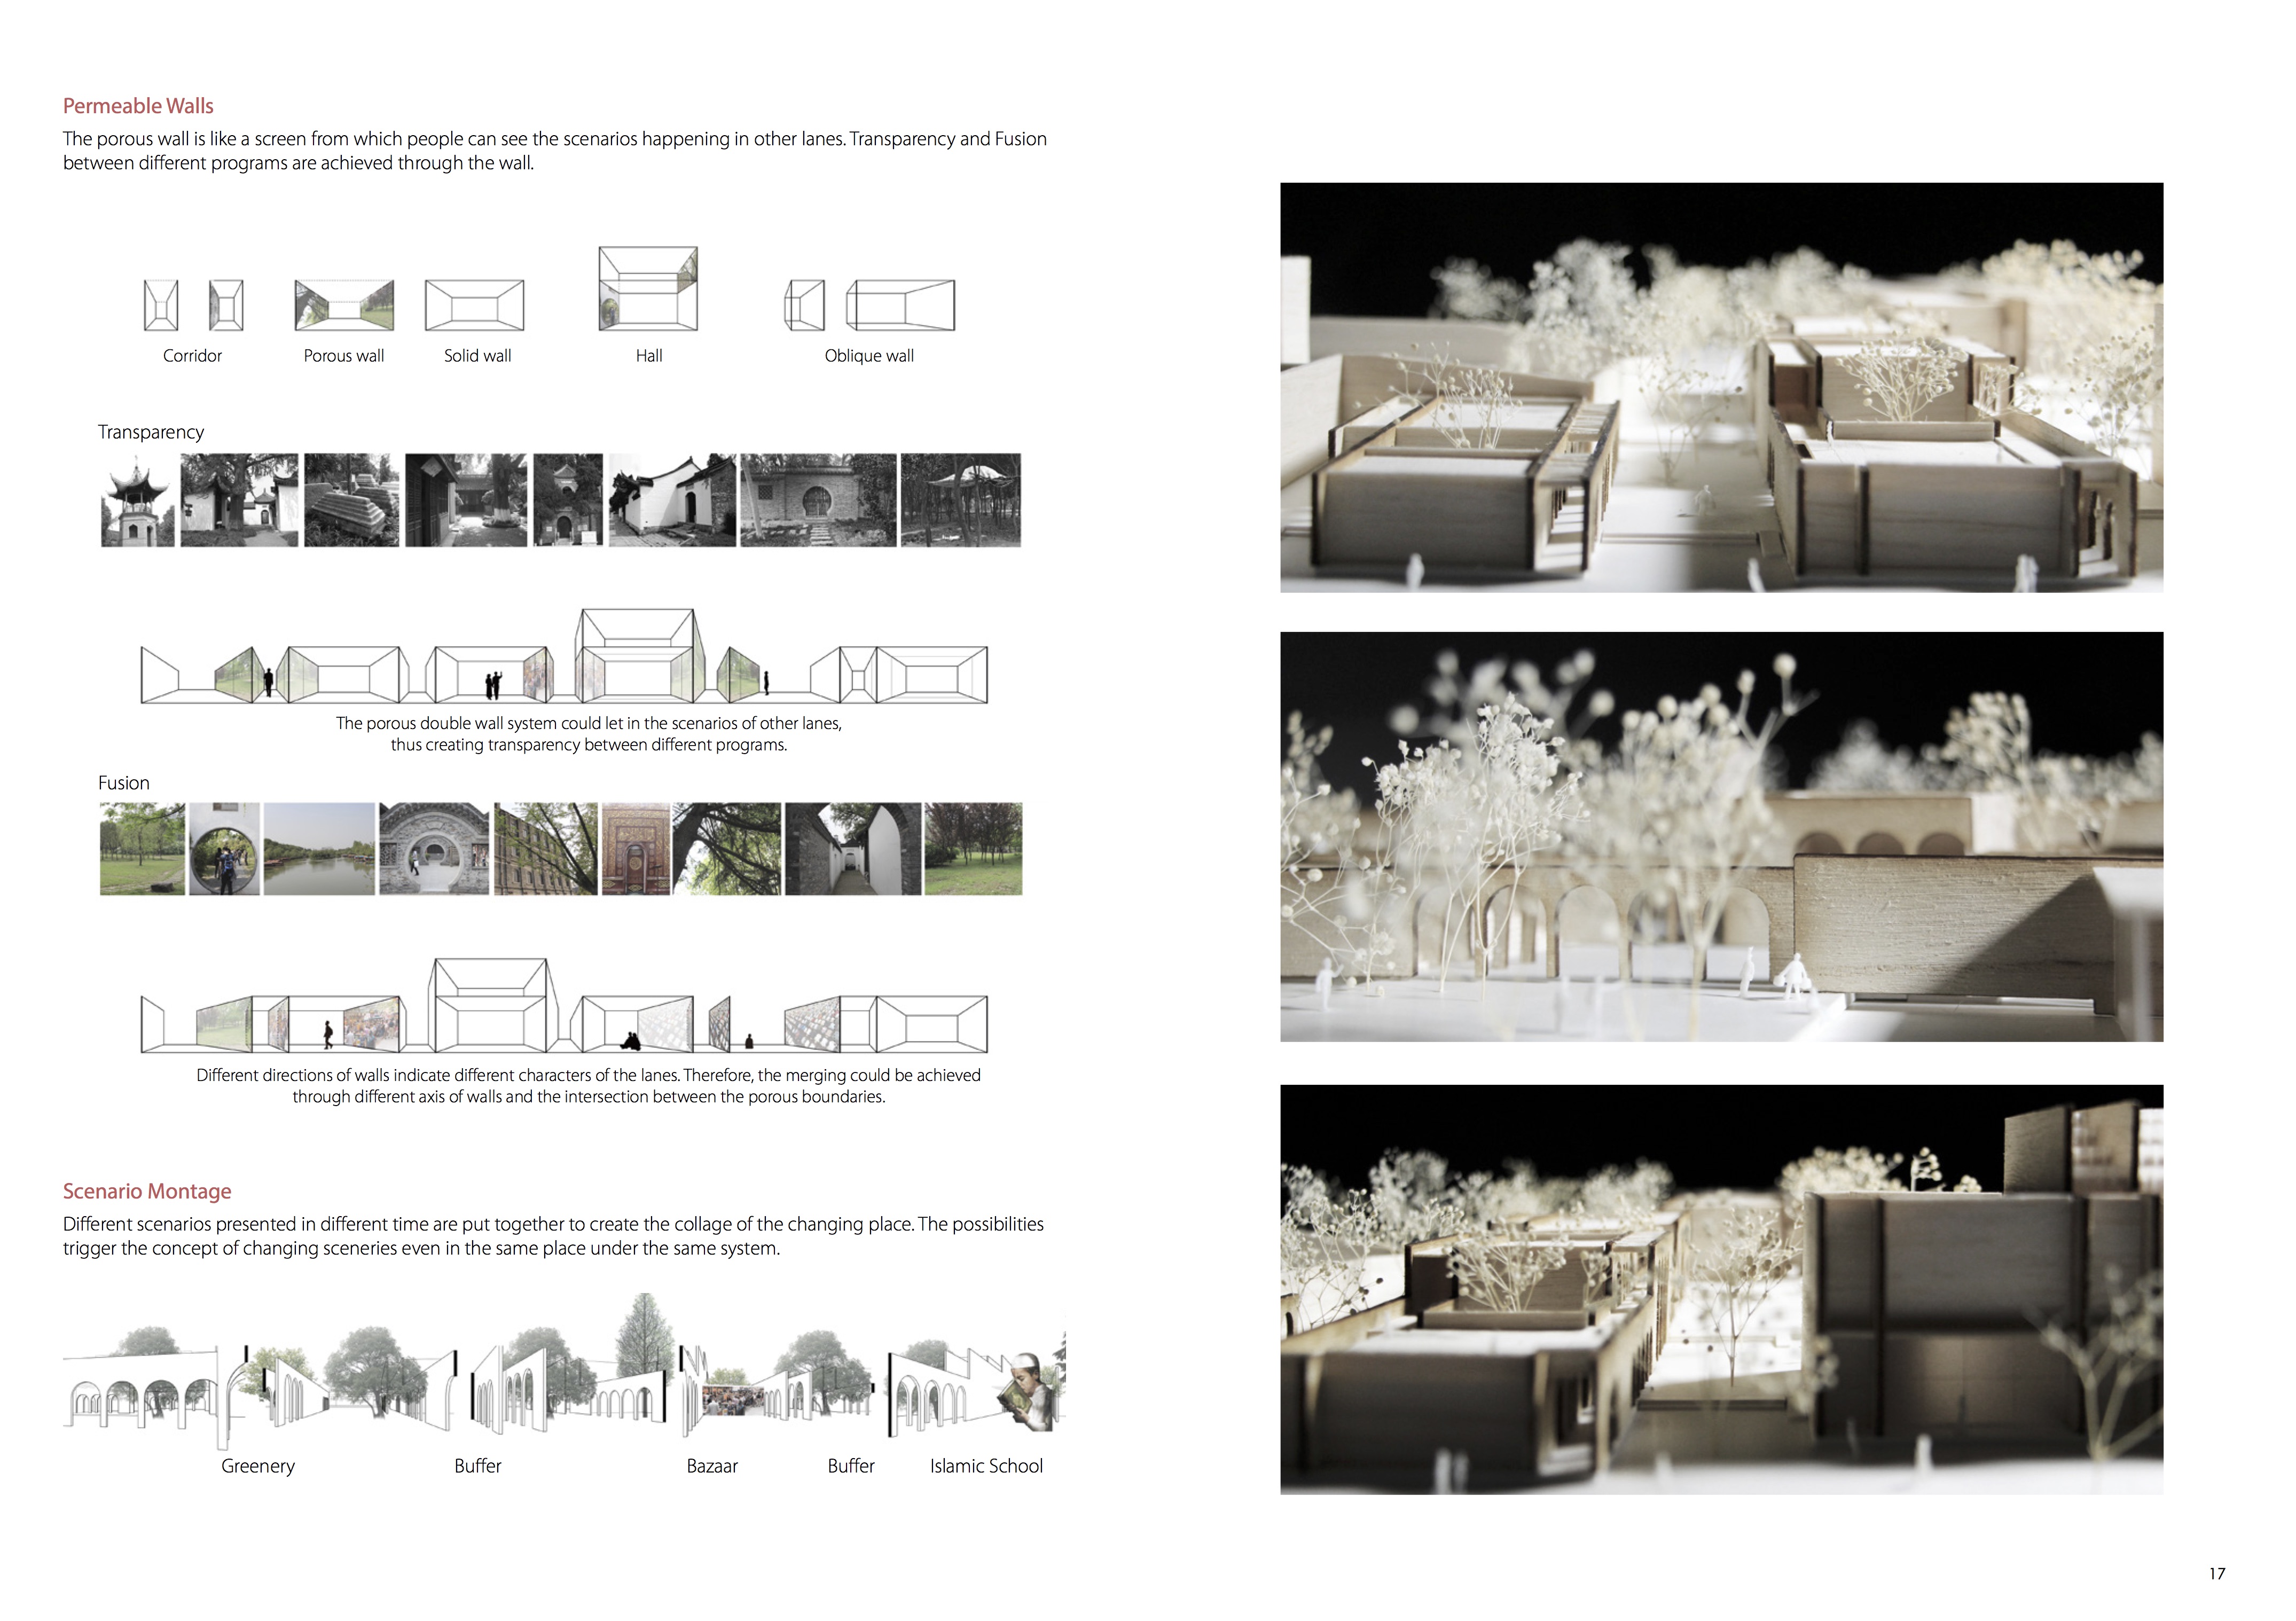 Permeable Walls
The porous wall is like a screen from which people can see the scenarios happening in other lanes. Transparency and Fusion
between different programs are achieved through the wall.
Corridor
Porous wall
Solid wall
Hall
Oblique wall
Transparency
The porous double wall system could let in the scenarios of other lanes,
thus creating transparency between different programs.
Fusion
Different directions of walls indicate different characters of the lanes. Therefore, the merging could be achieved
through different axis of walls and the intersection between the porous boundaries.
Scenario Montage
Different scenarios presented in different time are put together to create the collage of the changing place. The possibilities
trigger the concept of changing sceneries even in the same place under the same system.
Greenery
Buffer
Bazaar
Buffer
Islamic School
17